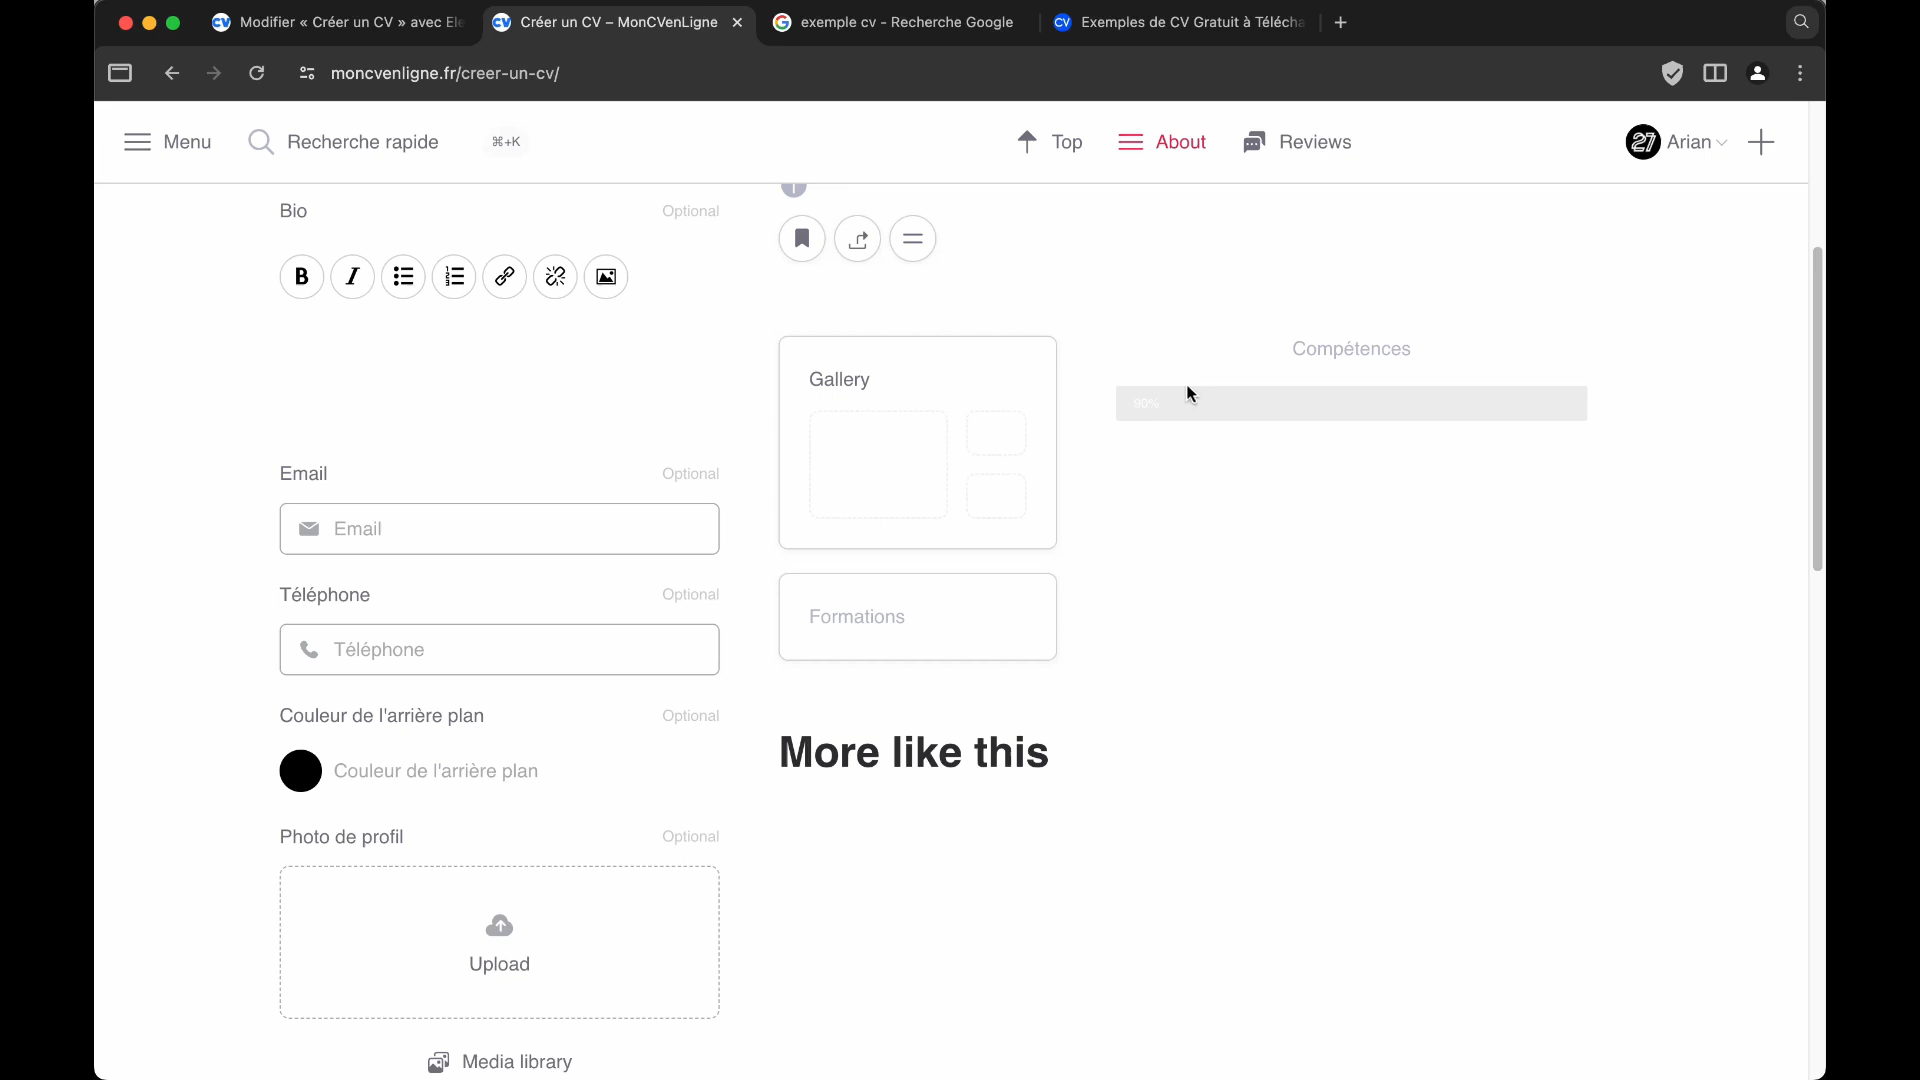 Modifier « Créer un CV » avec Ele
Créer un CV – MonCVenLigne
exemple cv - Recherche Google
Exemples de CV Gratuit à Télécha
moncvenligne.fr/creer-un-cv/
Menu
Recherche rapide
⌘+K
Top
About
Reviews
27
Arian
Bio
Optional
Email
Optional
Email
Téléphone
Optional
Téléphone
Couleur de l'arrière plan
Optional
Couleur de l'arrière plan
Photo de profil
Optional
Upload
Media library
Gallery
Formations
More like this
Compétences
90%